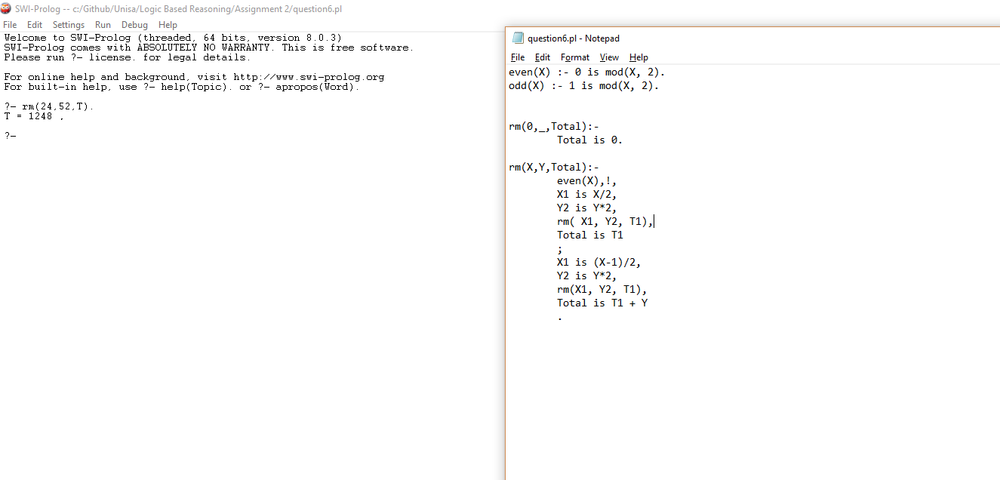 SWI-Prolog -- c:/Github/Unisa/Logic Based Reasoning/Assignment 2/question6.pl
File Edit Settings Run Debug Help
Welcome to SWI-Prolog (threaded, 64 bits, version 8.0.3)
SWI-Prolog comes with ABSOLUTELY NO WARRANTY. This is free software.
Please run ?- license. for legal details.
For online help and background, visit http://www.swi-prolog.org
For built-in help, use ?- help(Topic). or ?- apropos(Word).
?- rm(24,52,T).
T = 1248 .
?-
question6.pl - Notepad
File Edit Format View Help
even(X) :- 0 is mod(X, 2).
odd(X) :- 1 is mod(X, 2).
rm(0,_,Total):-
Total is 0.
rm(X,Y,Total):-
even(X),!,
X1 is X/2,
Y2 is Y*2,
rm( X1, Y2, T1),
Total is T1
;
X1 is (X-1)/2,
Y2 is Y*2,
rm(X1, Y2, T1),
Total is T1 + Y
.